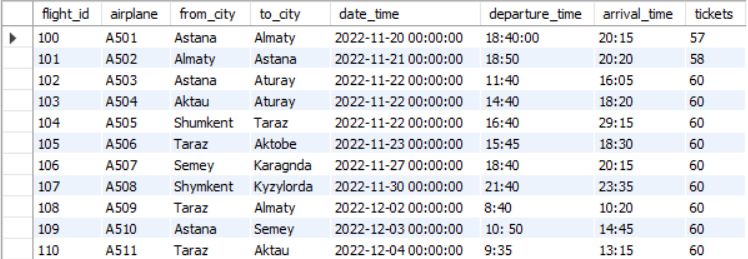 flight_id airplane from_city to_city date_time departure_time arrival_time tickets
100 A501 Astana Almaty 2022-11-20 00:00:00 18:40:00 20:15 57
101 A502 Almaty Astana 2022-11-21 00:00:00 18:50 20:20 58
102 A503 Astana Aturay 2022-11-22 00:00:00 11:40 16:05 60
103 A504 Aktau Aturay 2022-11-22 00:00:00 14:40 18:20 60
104 A505 Shumkent Taraz 2022-11-22 00:00:00 16:40 29:15 60
105 A506 Taraz Aktobe 2022-11-23 00:00:00 15:45 18:30 60
106 A507 Semey Karagnda 2022-11-27 00:00:00 18:40 20:15 60
107 A508 Shymkent Kyzylorda 2022-11-30 00:00:00 21:40 23:35 60
108 A509 Taraz Almaty 2022-12-02 00:00:00 8:40 10:20 60
109 A510 Astana Semey 2022-12-03 00:00:00 10: 50 14:45 60
110 A511 Taraz Aktau 2022-12-04 00:00:00 9:35 13:15 60